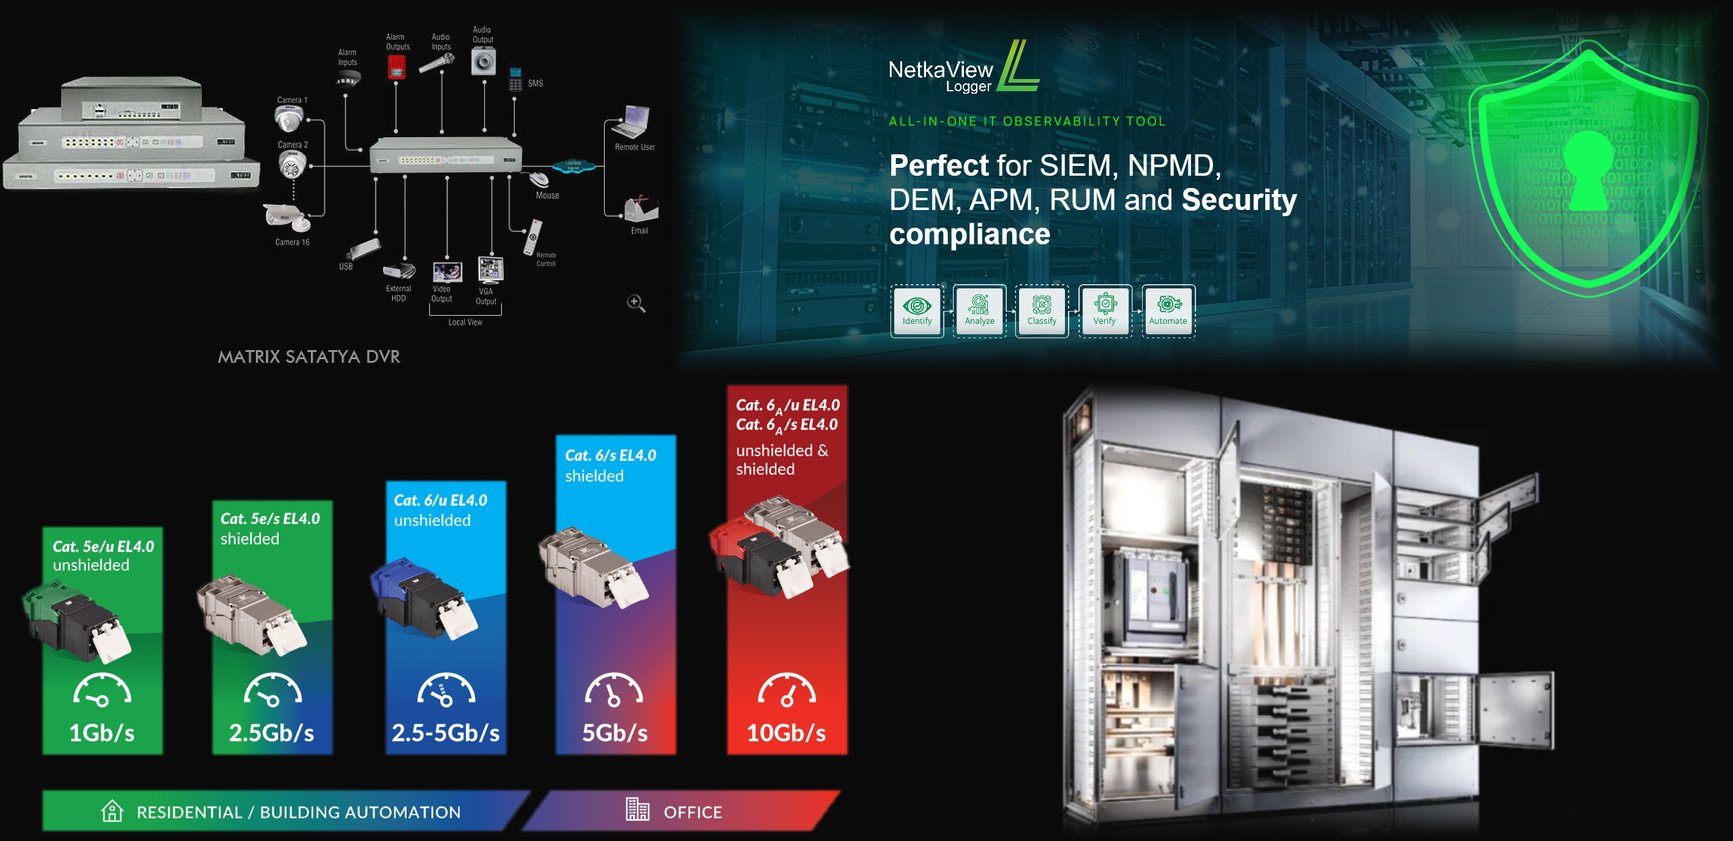 Alarm
Inputs
Alarm
Outputs
Audio
Inputs
Audio
Output
SMS
Camera 1
Camera 2
Camera 16
Remote User
Mouse
Email
USB
External
HDD
Video
Output
VGA
Output
Remote
Control
Local View
MATRIX SATATYA DVR
NetkaView
Logger
ALL-IN-ONE IT OBSERVABILITY TOOL
Perfect for SIEM, NPMD,
DEM, APM, RUM and Security
compliance
Identify
Analyze
Classify
Verify
Automate
Cat. 5e/u EL4.0
unshielded
1Gb/s
Cat. 5e/s EL4.0
shielded
2.5Gb/s
Cat. 6/u EL4.0
unshielded
2.5-5Gb/s
Cat. 6/s EL4.0
shielded
5Gb/s
Cat. 6A/u EL4.0
Cat. 6A/s EL4.0
unshielded &
shielded
10Gb/s
RESIDENTIAL / BUILDING AUTOMATION
OFFICE